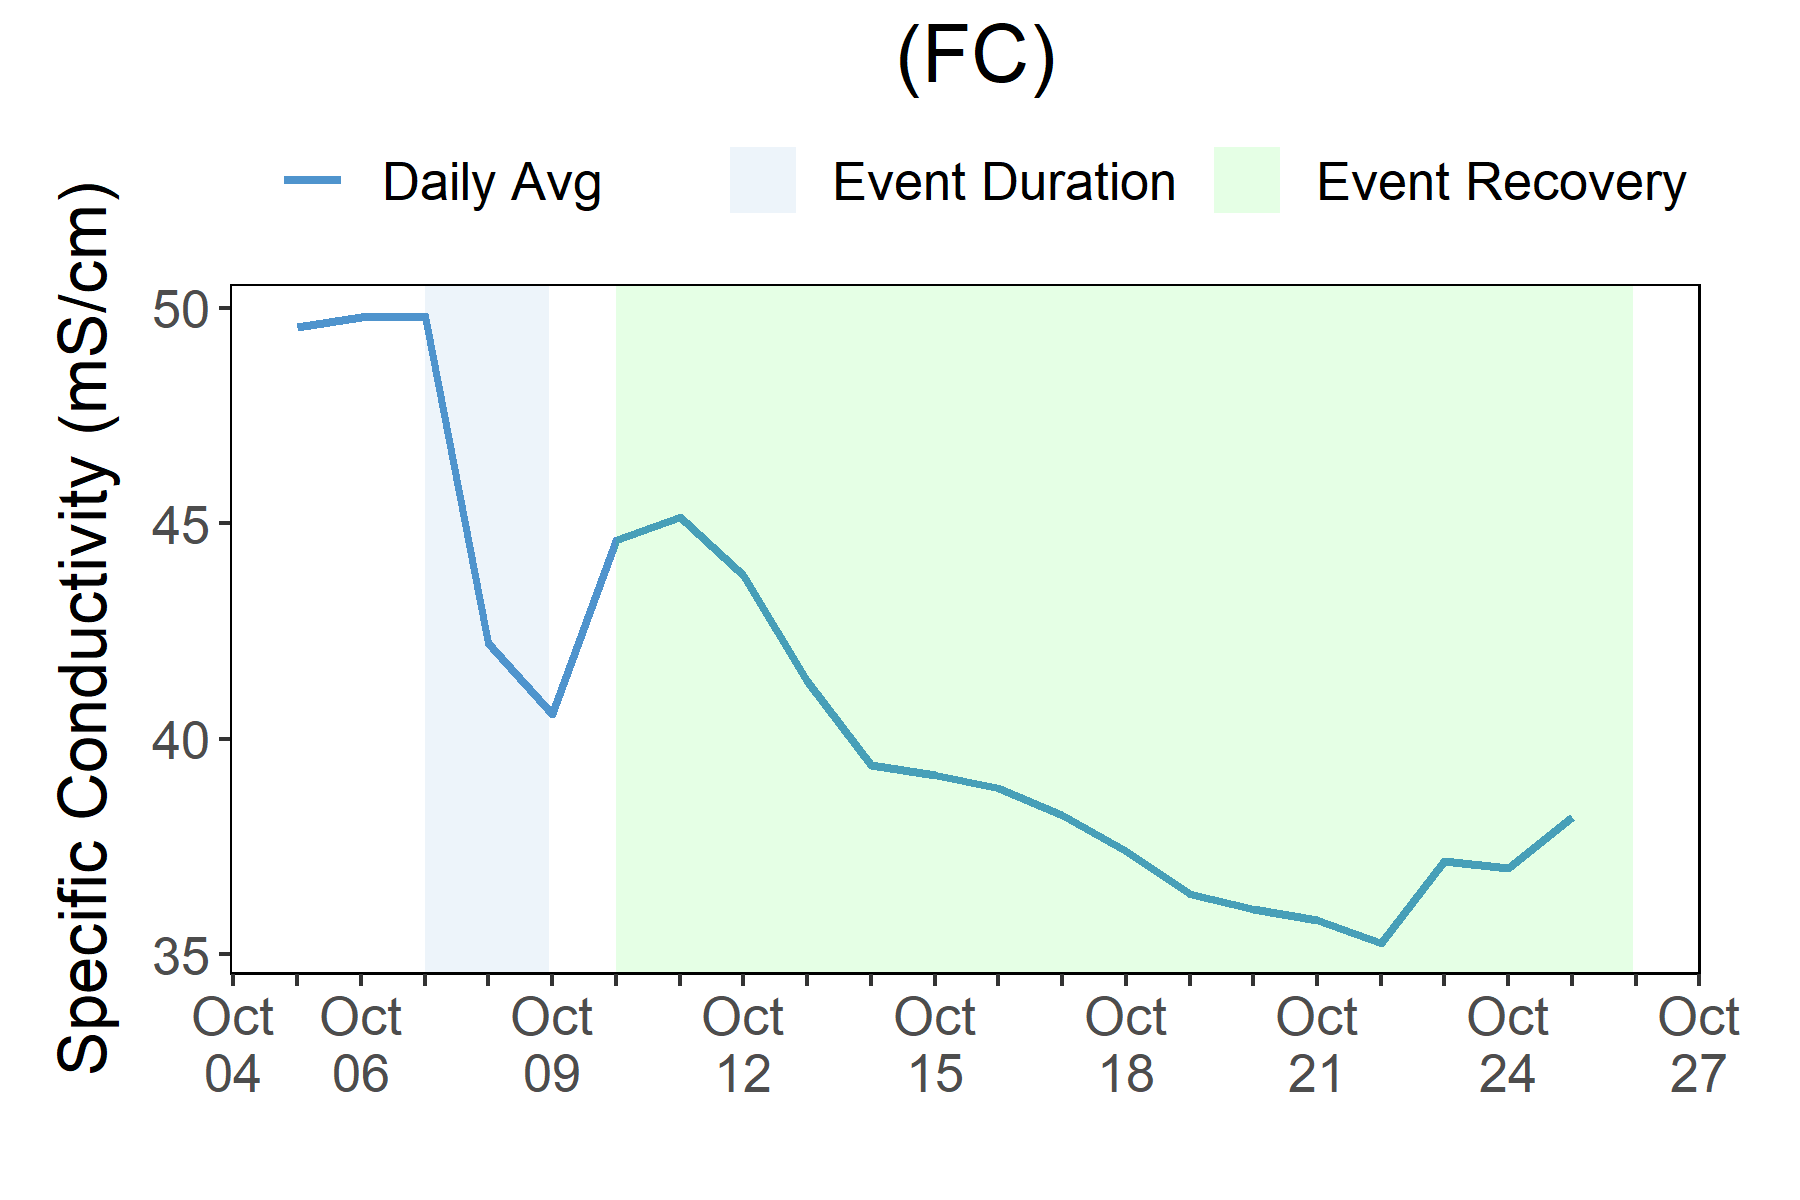 (FC)
Daily Avg
Event Duration
Event Recovery
Specific Conductivity (mS/cm)
50
45
40
35
Oct 04
Oct 06
Oct 09
Oct 12
Oct 15
Oct 18
Oct 21
Oct 24
Oct 27